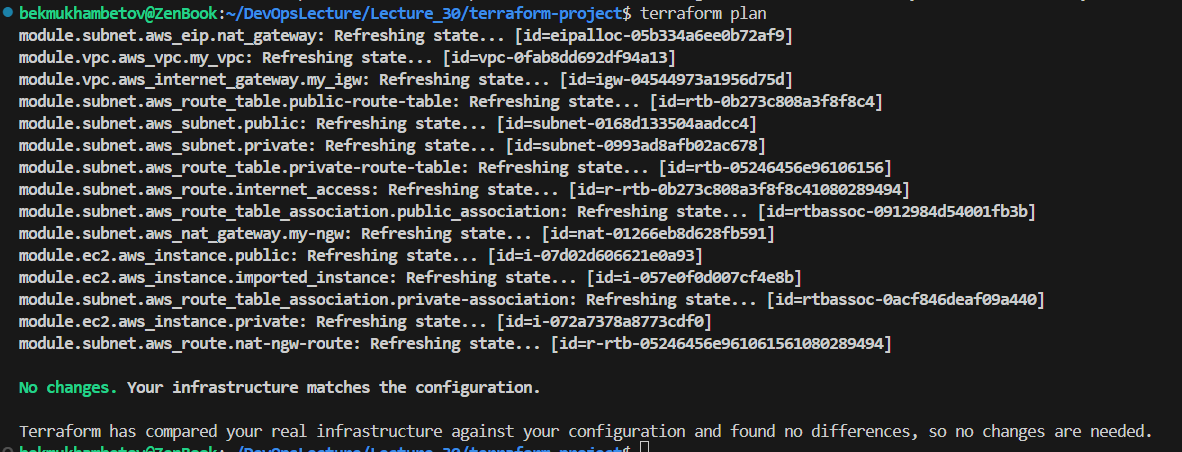 bekmukhambetov@ZenBook:~/DevOpsLecture/Lecture_30/terraform-project$ terraform plan
module.subnet.aws_eip.nat_gateway: Refreshing state... [id=eipalloc-05b334a6ee0b72af9]
module.vpc.aws_vpc.my_vpc: Refreshing state... [id=vpc-0fab8dd692df94a13]
module.vpc.aws_internet_gateway.my_igw: Refreshing state... [id=igw-04544973a1956d75d]
module.subnet.aws_route_table.public-route-table: Refreshing state... [id=rtb-0b273c808a3f8f8c4]
module.subnet.aws_subnet.public: Refreshing state... [id=subnet-0168d133504aadcc4]
module.subnet.aws_subnet.private: Refreshing state... [id=subnet-0993ad8afb02ac678]
module.subnet.aws_route_table.private-route-table: Refreshing state... [id=rtb-05246456e96106156]
module.subnet.aws_route.internet_access: Refreshing state... [id=r-rtb-0b273c808a3f8f8c41080289494]
module.subnet.aws_route_table_association.public_association: Refreshing state... [id=rtbassoc-0912984d54001fb3b]
module.subnet.aws_nat_gateway.my-ngw: Refreshing state... [id=nat-01266eb8d628fb591]
module.ec2.aws_instance.public: Refreshing state... [id=i-07d02d606621e0a93]
module.ec2.aws_instance.imported_instance: Refreshing state... [id=i-057e0f0d007cf4e8b]
module.subnet.aws_route_table_association.private-association: Refreshing state... [id=rtbassoc-0acf846deaf09a440]
module.ec2.aws_instance.private: Refreshing state... [id=i-072a7378a8773cdf0]
module.subnet.aws_route.nat-ngw-route: Refreshing state... [id=r-rtb-05246456e961061561080289494]
No changes. Your infrastructure matches the configuration.
Terraform has compared your real infrastructure against your configuration and found no differences, so no changes are needed.
bekmukhambetov@ZenBook:~/DevOpsLecture/Lecture_30/terraform-project$